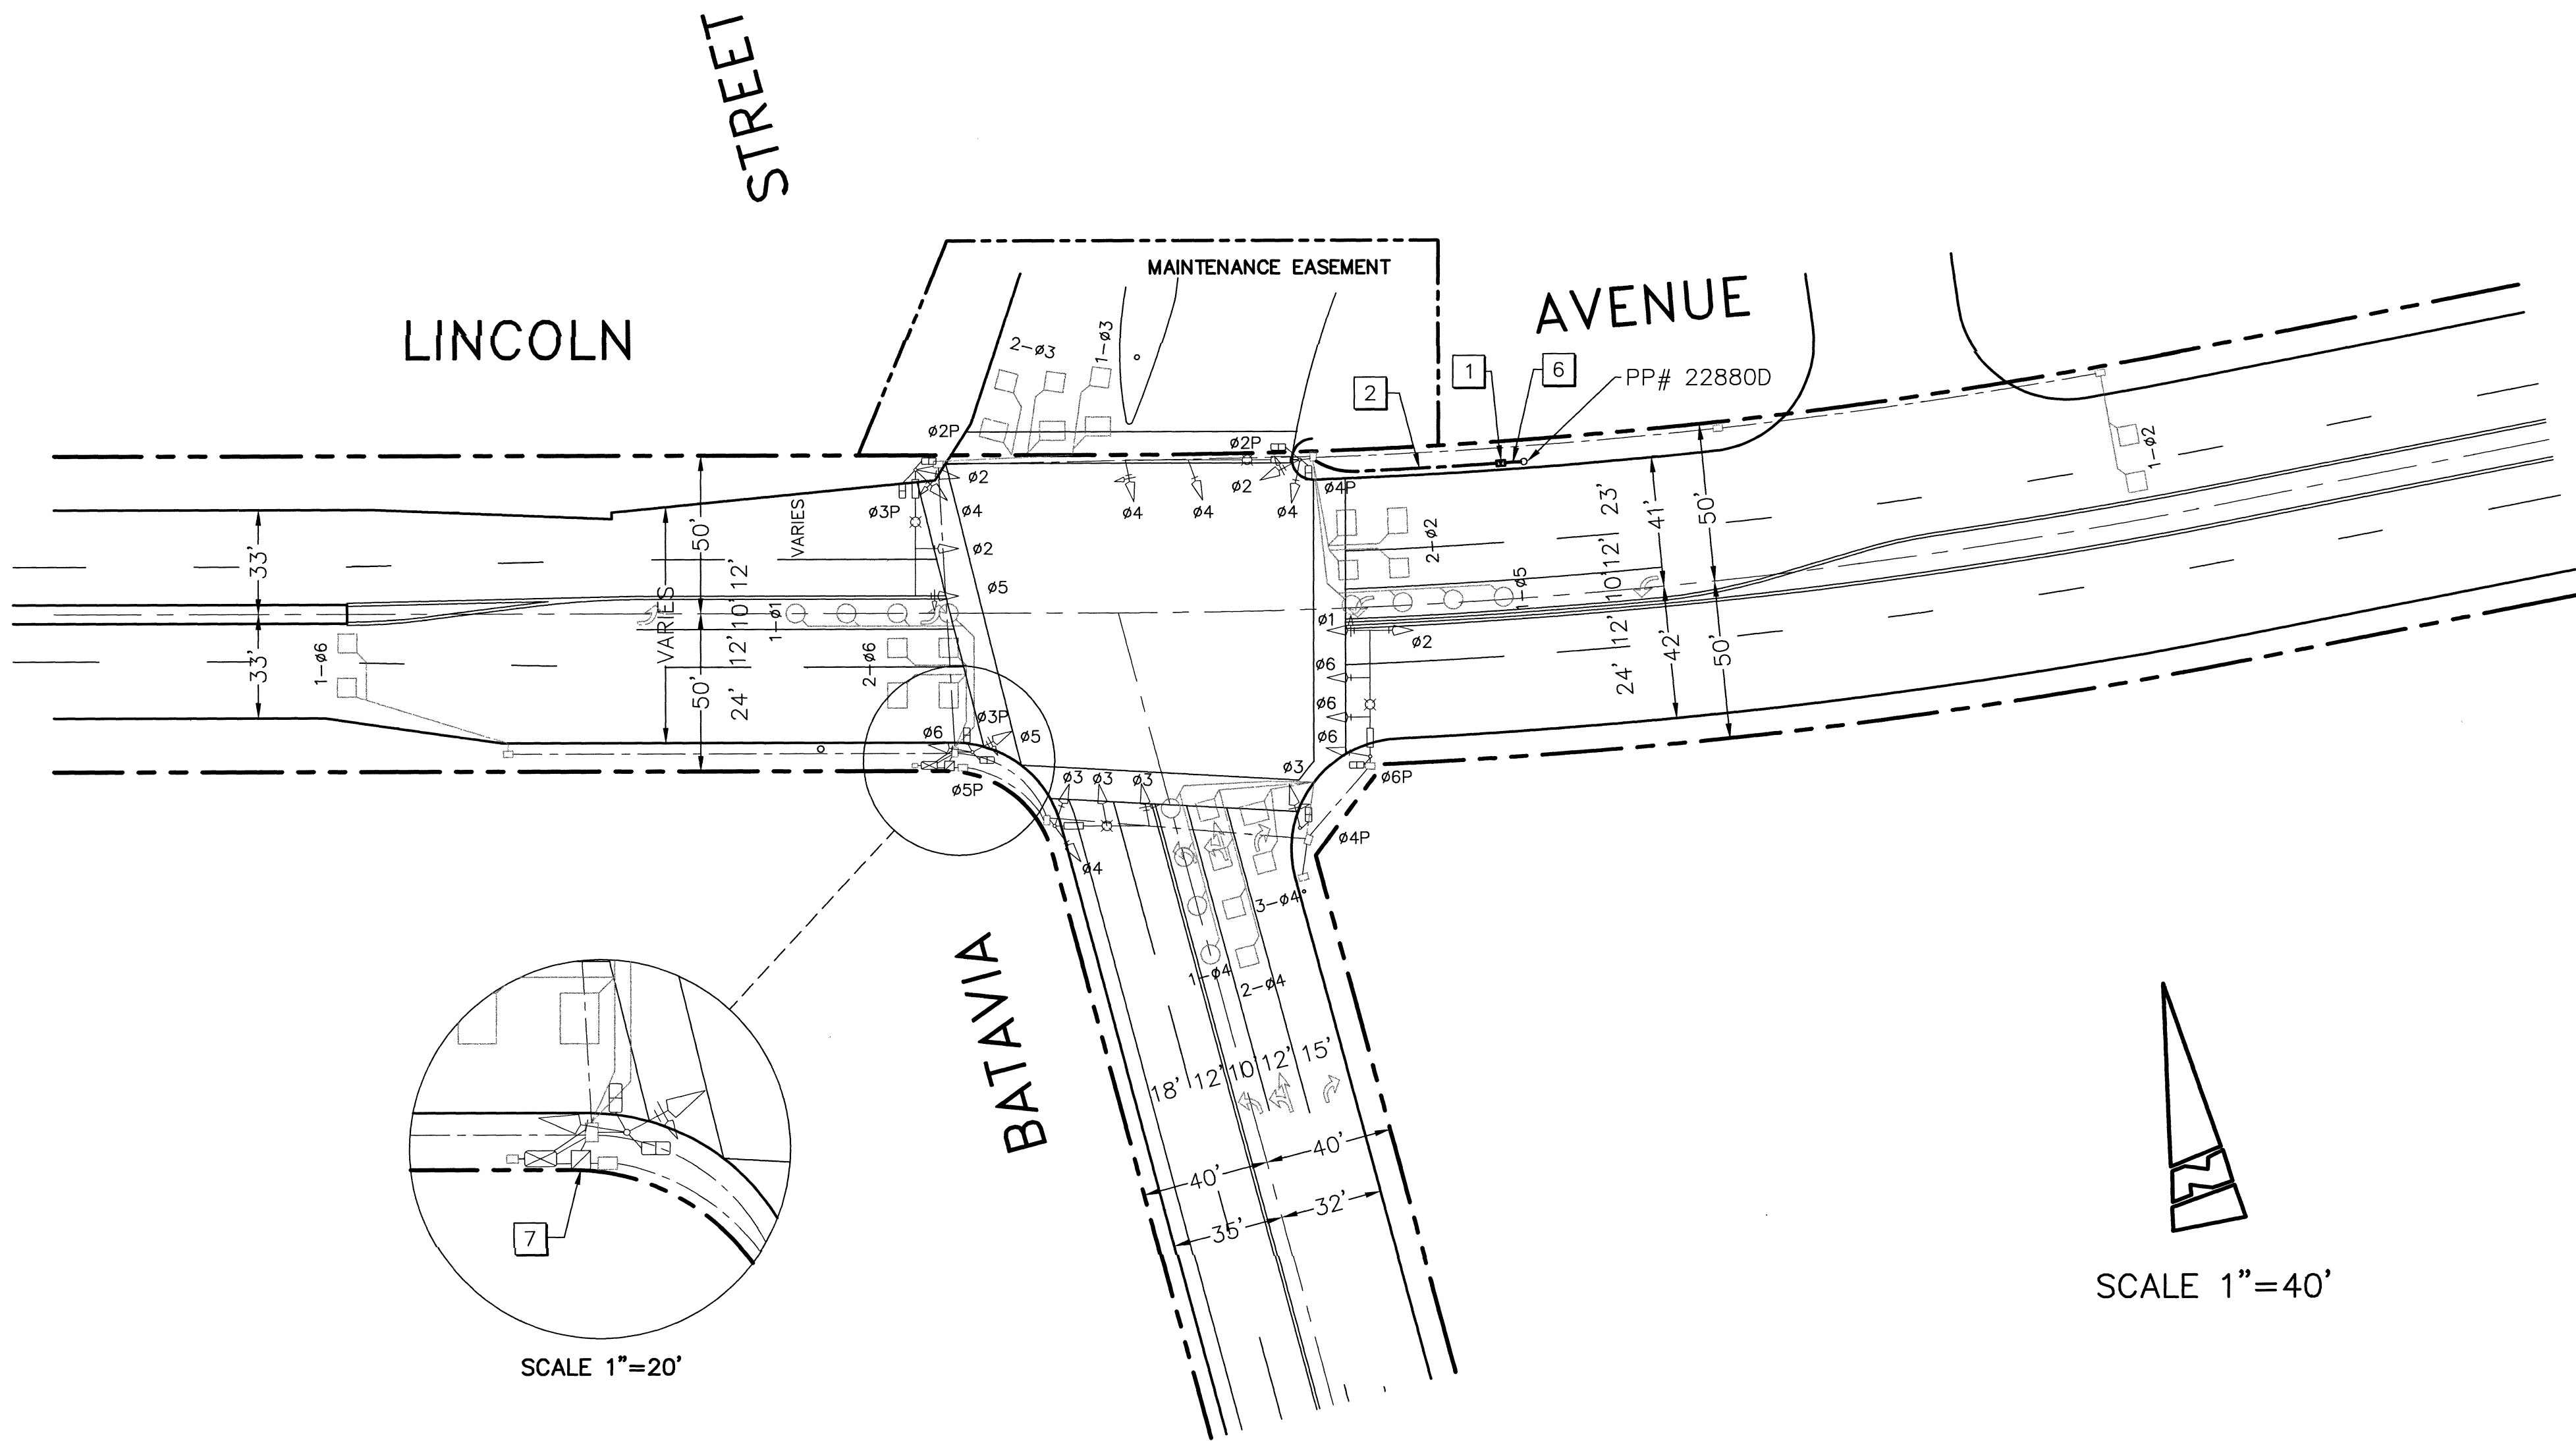 STREET
LINCOLN
AVENUE
MAINTENANCE EASEMENT
2-ø3
1-ø3
2
1
6
PP# 22880D
ø2P
ø2P
ø2
ø2
ø4
ø4
ø4
ø4P
ø3P
ø4
ø2
ø5
1-ø2
2-ø2
1-ø5
33'
33'
VARIES
VARIES
50'
50'
10' 12'
24' 12'
1-ø1
1-ø6
2-ø6
10' 12' 23'
24' 12'
41'
42'
50'
50'
ø1
ø2
ø6
ø6
ø6
ø6
ø3P
ø5
ø5P
ø3
ø3
ø3
ø3
ø6P
ø4P
ø4
3-ø4
1-ø4
2-ø4
BATAVIA
18' 12' 10' 12' 15'
40'
40'
35'
32'
7
SCALE 1"=20'
N
SCALE 1"=40'